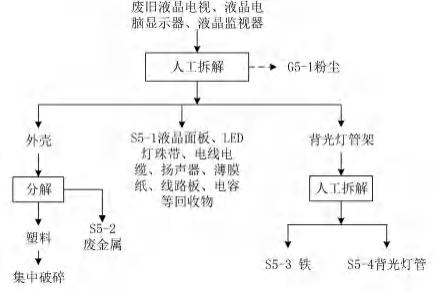 废旧液晶电视、液晶电
脑显示器、液晶监视器
人工拆解
G5-1粉尘
外壳
S5-1液晶面板、LED
灯珠带、电线电
缆、扬声器、薄膜
纸、线路板、电容
等回收物
背光灯管架
分解
人工拆解
塑料
S5-2
废金属
集中破碎
S5-3 铁
S5-4背光灯管